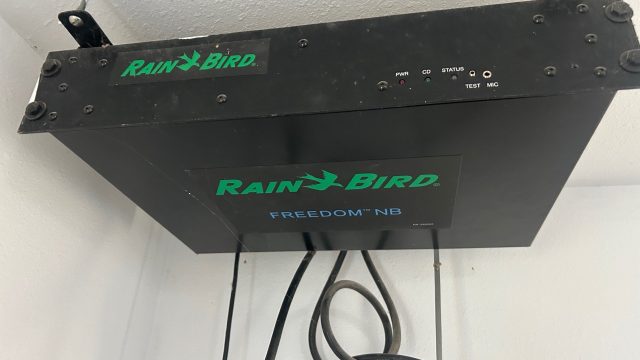 RAIN BIRD®
PWR CD STATUS
TEST MIC
RAIN BIRD®
FREEDOM™ NB